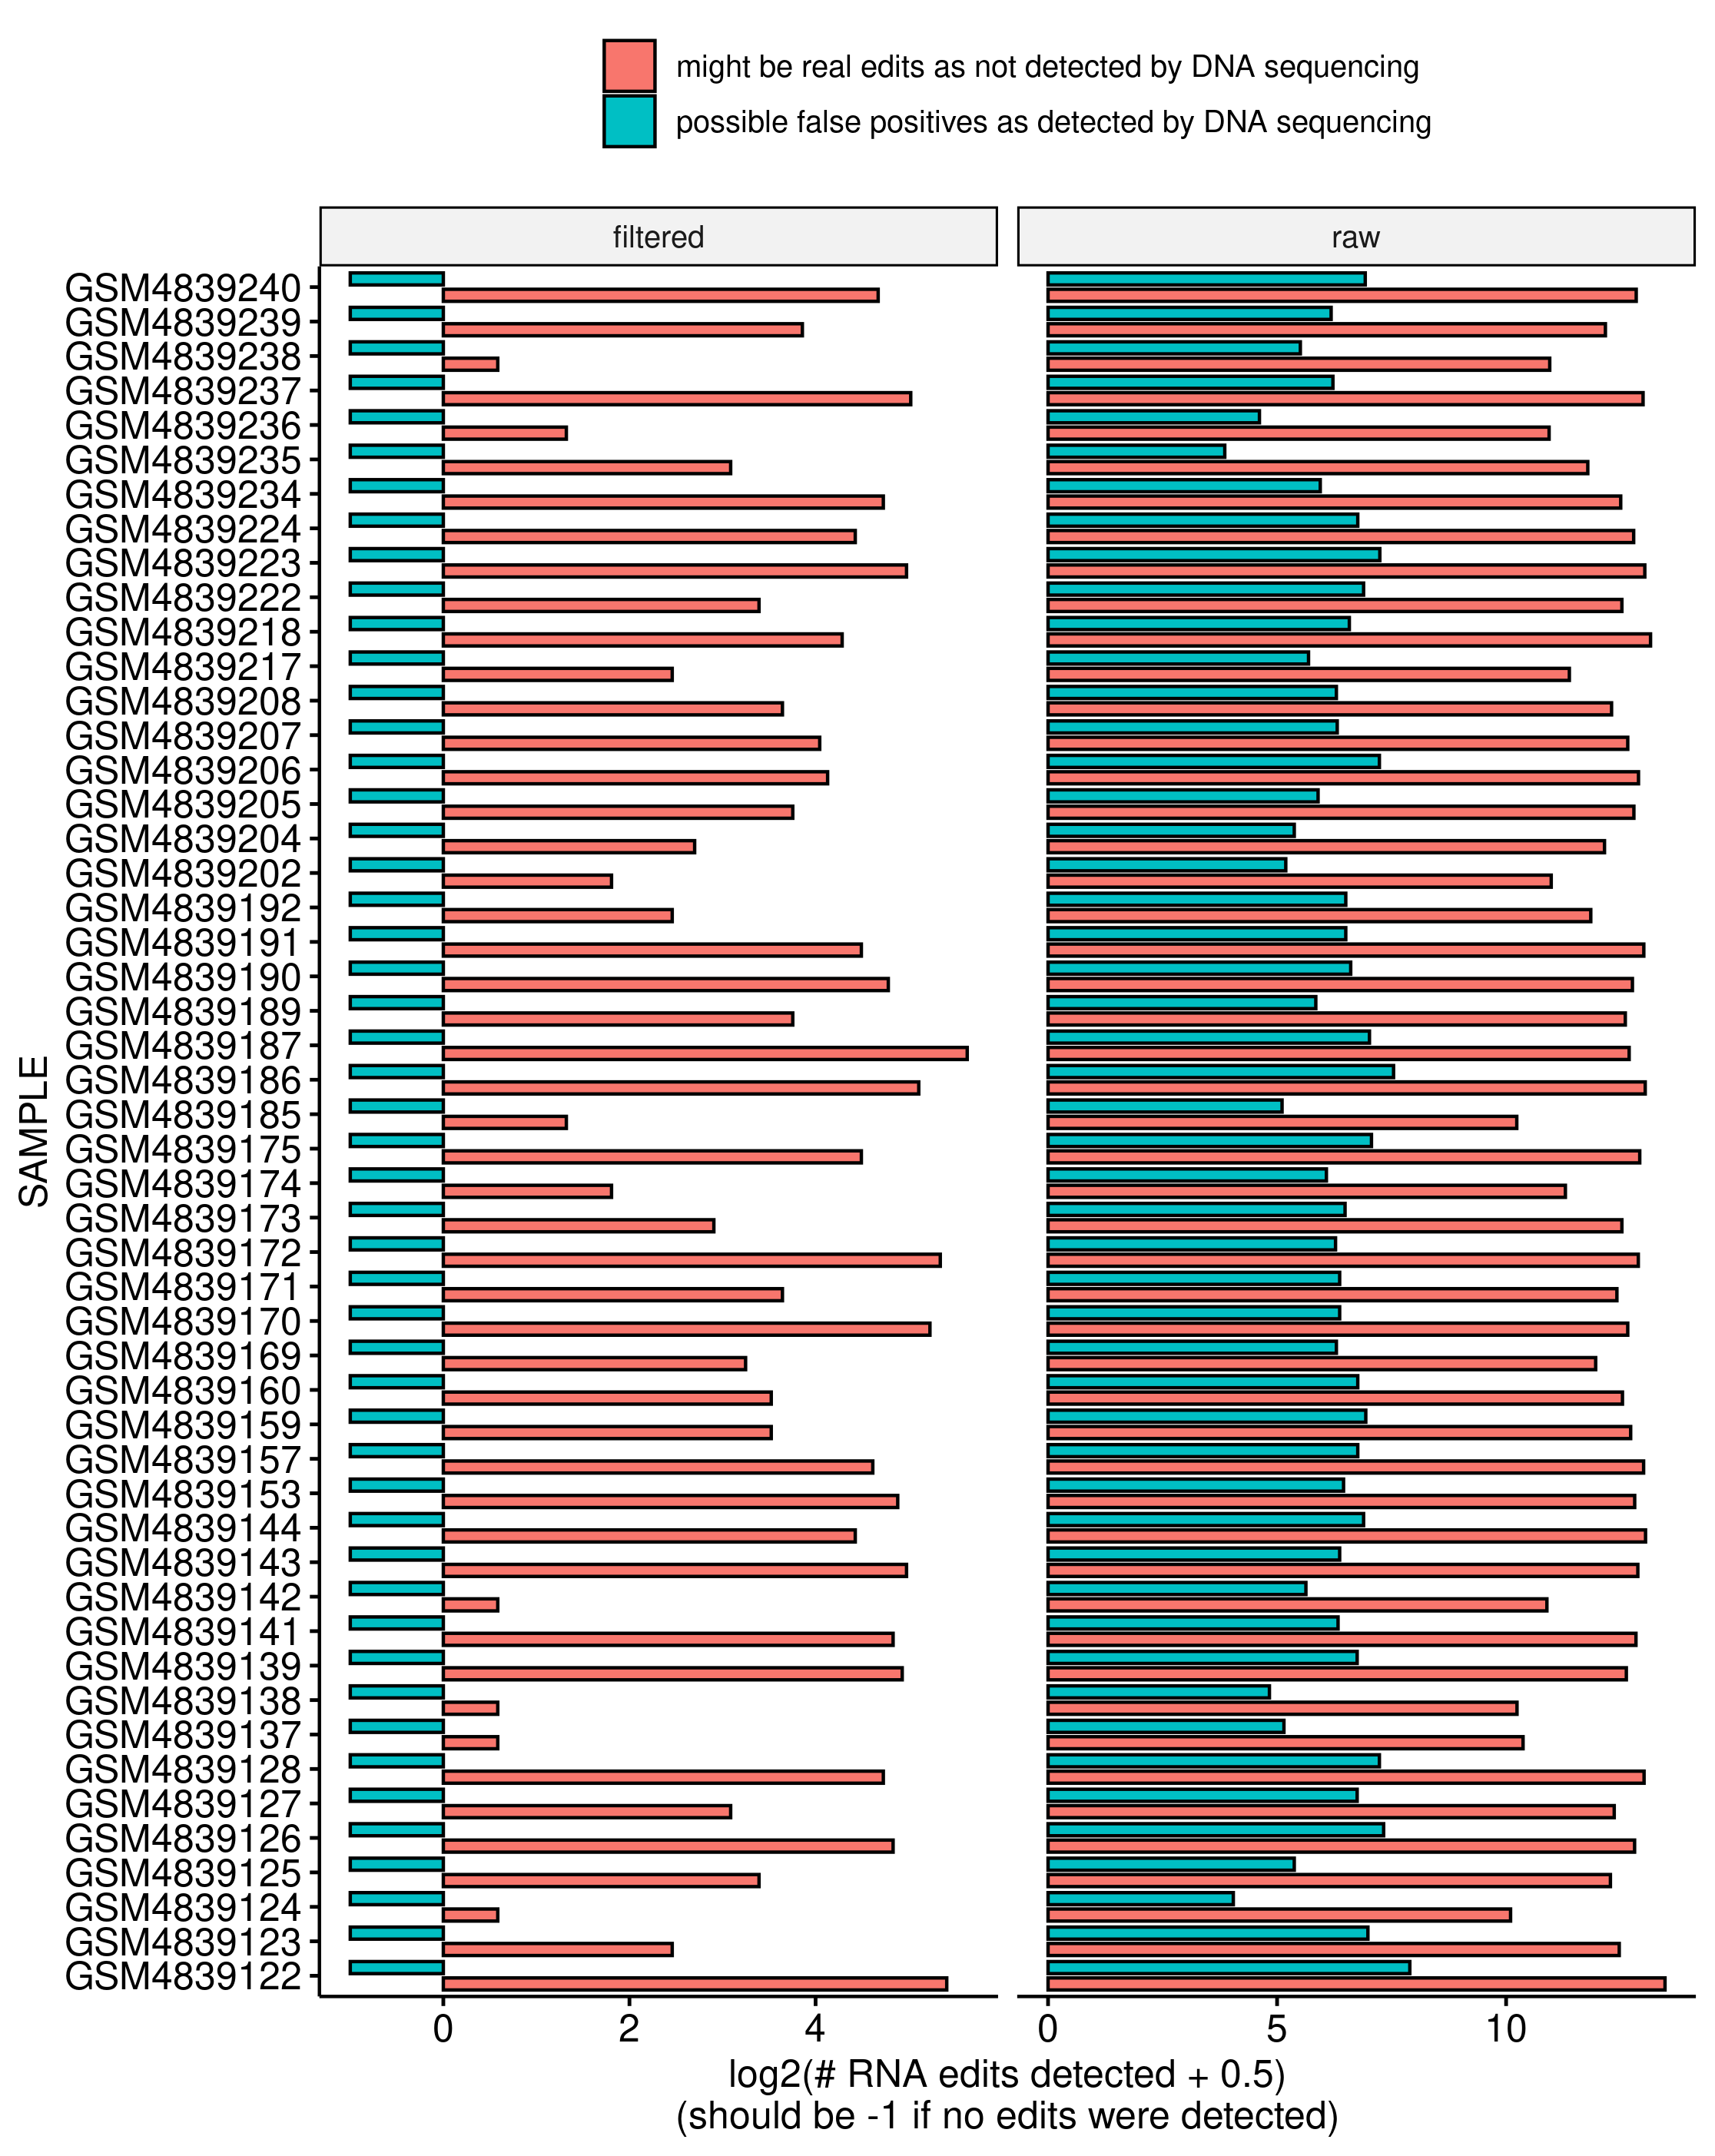 might be real edits as not detected by DNA sequencing
possible false positives as detected by DNA sequencing
filtered
raw
GSM4839240
GSM4839239
GSM4839238
GSM4839237
GSM4839236
GSM4839235
GSM4839234
GSM4839224
GSM4839223
GSM4839222
GSM4839218
GSM4839217
GSM4839208
GSM4839207
GSM4839206
GSM4839205
GSM4839204
GSM4839202
GSM4839192
GSM4839191
GSM4839190
GSM4839189
GSM4839187
GSM4839186
GSM4839185
GSM4839175
GSM4839174
GSM4839173
GSM4839172
GSM4839171
GSM4839170
GSM4839169
GSM4839160
GSM4839159
GSM4839157
GSM4839153
GSM4839144
GSM4839143
GSM4839142
GSM4839141
GSM4839139
GSM4839138
GSM4839137
GSM4839128
GSM4839127
GSM4839126
GSM4839125
GSM4839124
GSM4839123
GSM4839122
SAMPLE
0 2 4
0 5 10
log2(# RNA edits detected + 0.5)
(should be -1 if no edits were detected)